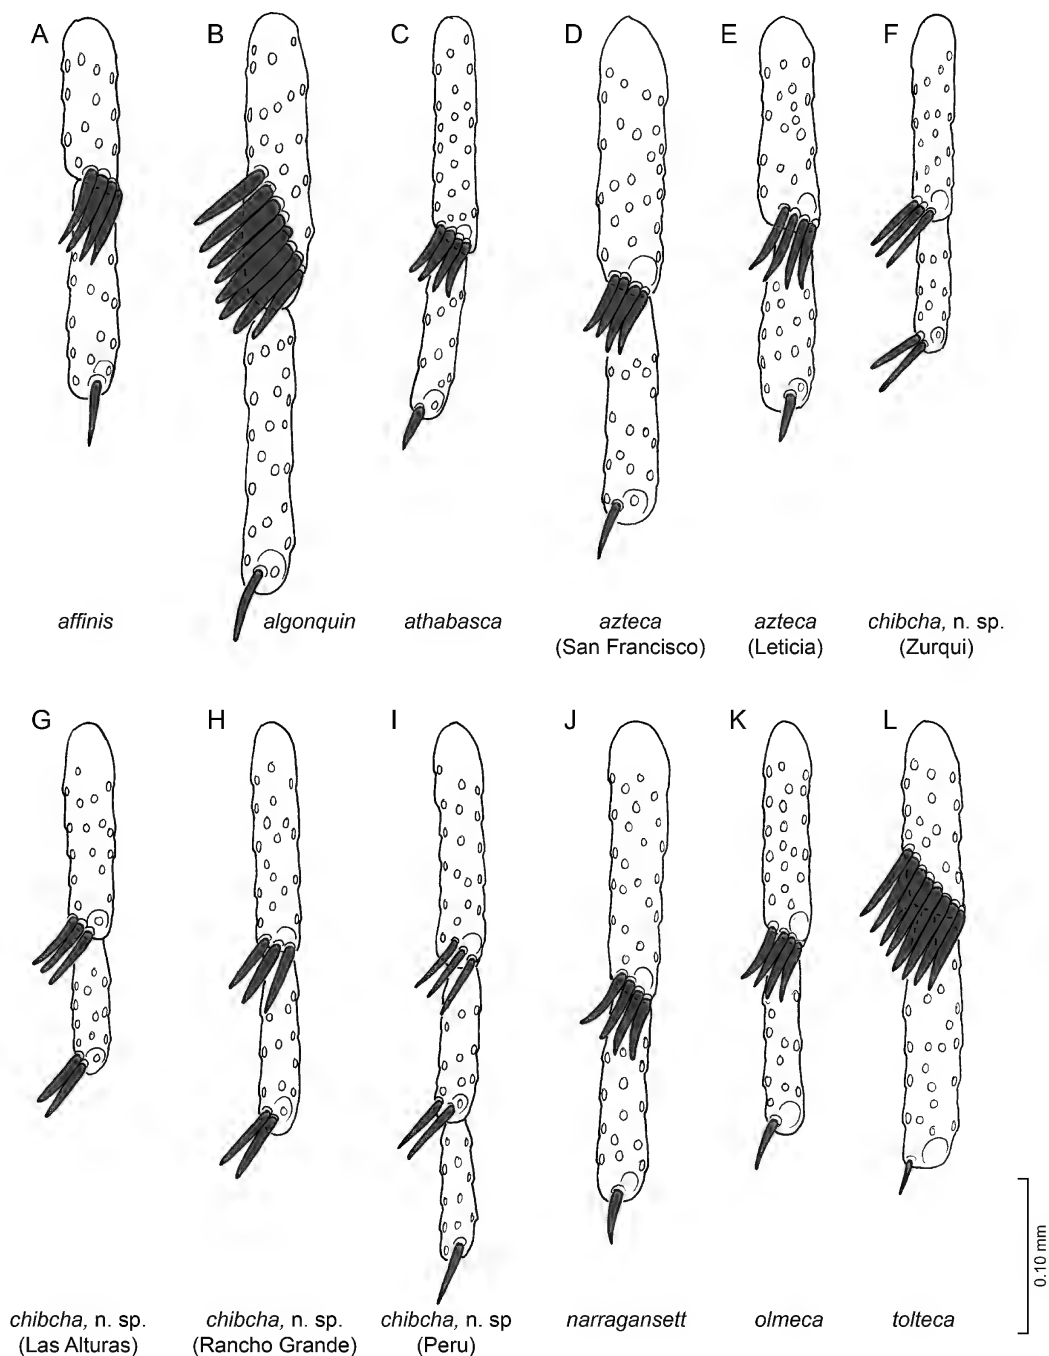 A B C D E F
affinis algonquin athabasca azteca azteca chibcha, n. sp.
(San Francisco) (Leticia) (Zurqui)
G H I J K L
0.10 mm
chibcha, n. sp. chibcha, n. sp. chibcha, n. sp narragansett olmeca tolteca
(Las Alturas) (Rancho Grande) (Peru)